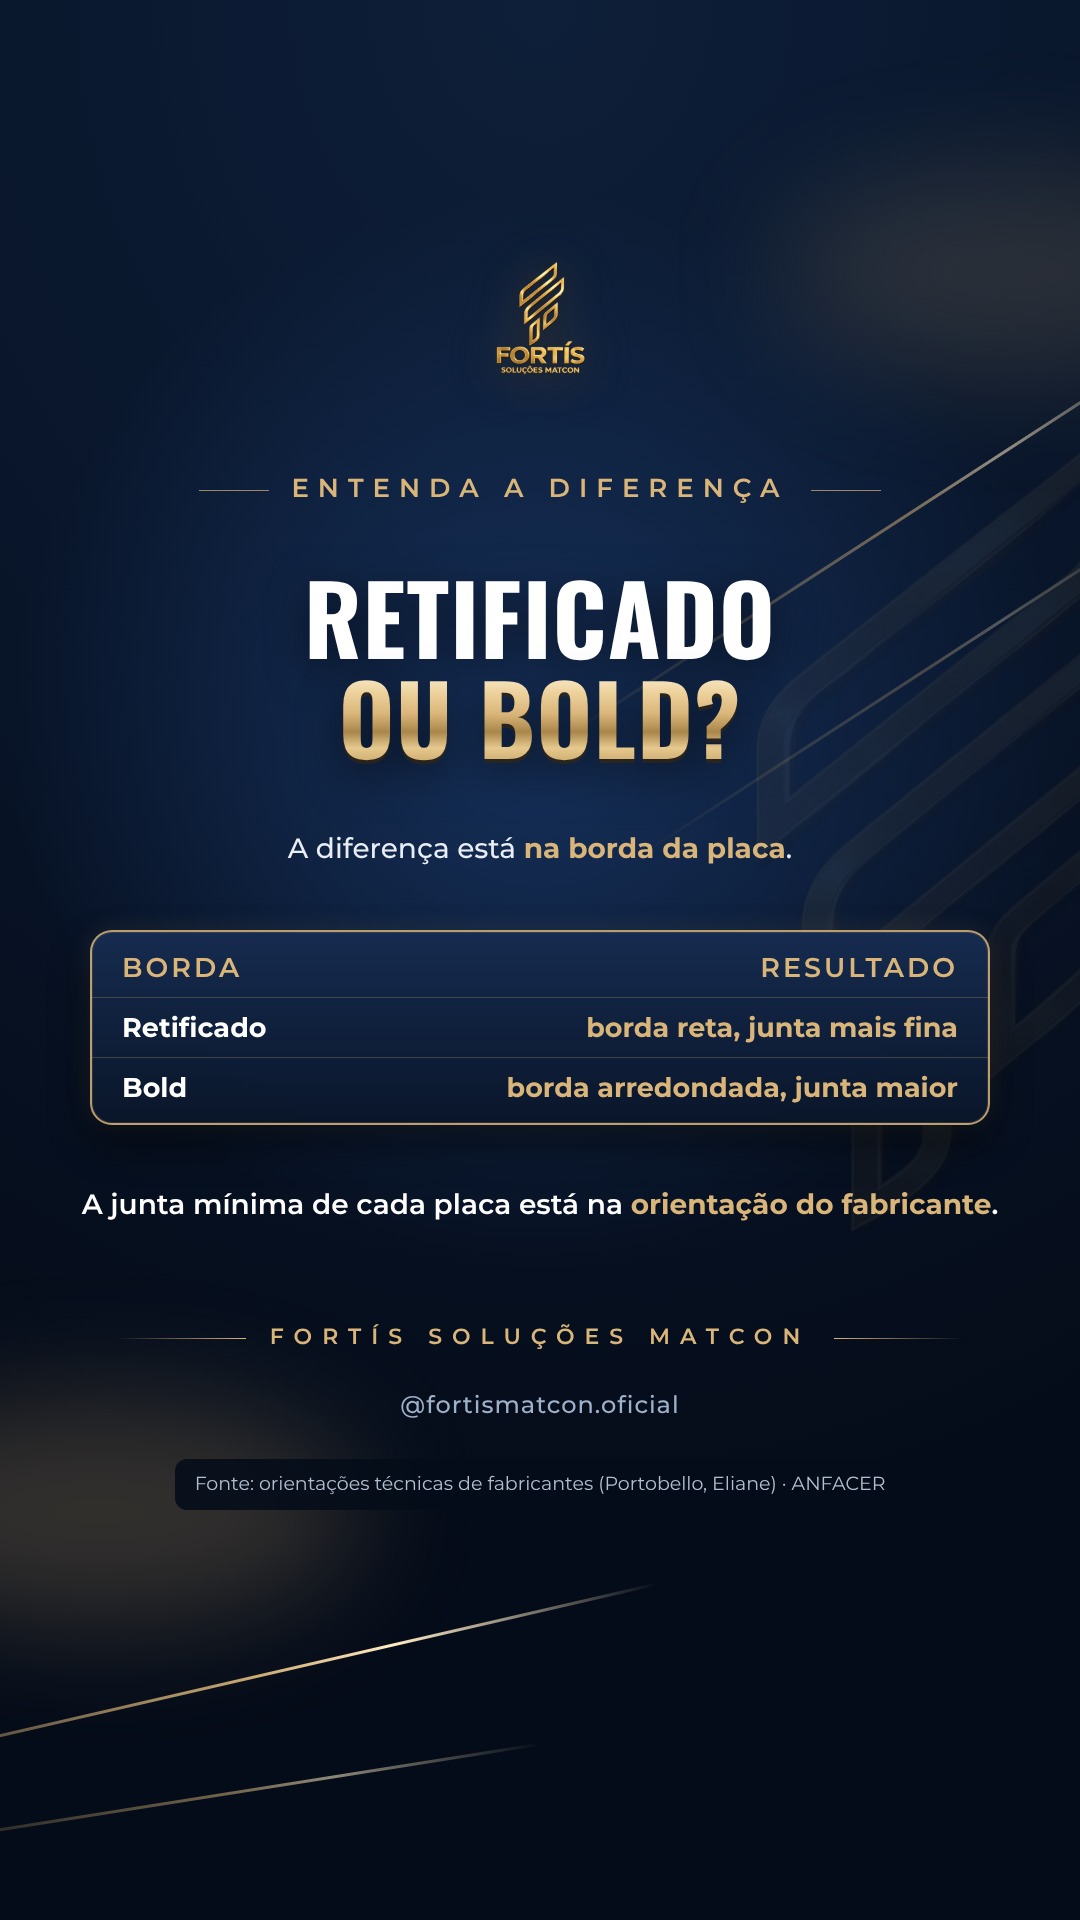 FORTÍS
SOLUÇÕES MATCON
ENTENDA A DIFERENÇA
RETIFICADO
OU BOLD?
A diferença está na borda da placa.
BORDA RESULTADO
Retificado borda reta, junta mais fina
Bold borda arredondada, junta maior
A junta mínima de cada placa está na orientação do fabricante.
FORTÍS SOLUÇÕES MATCON
@fortismatcon.oficial
Fonte: orientações técnicas de fabricantes (Portobello, Eliane) · ANFACER